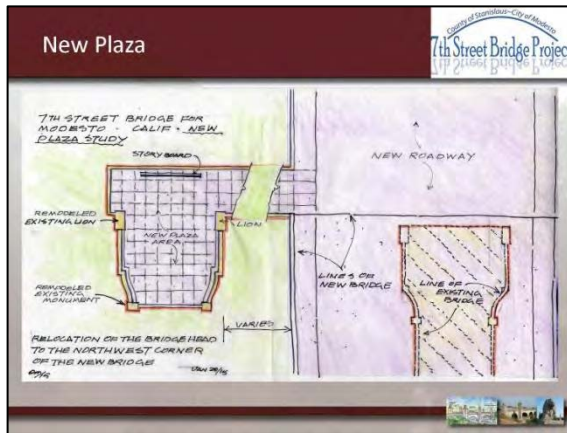 New Plaza
County of Stanislaus-City of Modesto
7th Street Bridge Project
7TH STREET BRIDGE FOR
MODESTO · CALIF · NEW
PLAZA STUDY
STORY BOARD
NEW ROADWAY
REMODELED
EXISTING LION
LION
NEW PLAZA
AREA
REMODELED
EXISTING
MONUMENT
LINES OF
NEW BRIDGE
LINE OF
EXISTING
BRIDGE
VARIES
RELOCATION OF THE BRIDGE HEAD
TO THE NORTHWEST CORNER
OF THE NEW BRIDGE